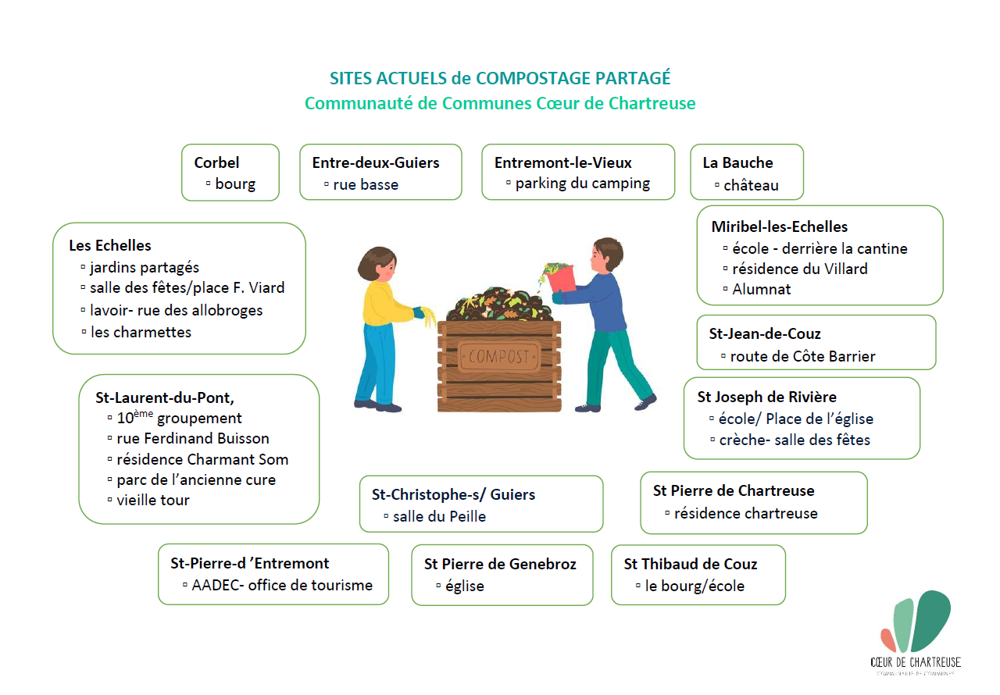 SITES ACTUELS de COMPOSTAGE PARTAGÉ
Communauté de Communes Cœur de Chartreuse
Corbel
▫ bourg
Entre-deux-Guiers
▫ rue basse
Entremont-le-Vieux
▫ parking du camping
La Bauche
▫ château
Les Echelles
▫ jardins partagés
▫ salle des fêtes/place F. Viard
▫ lavoir- rue des allobroges
▫ les charmettes
Miribel-les-Echelles
▫ école - derrière la cantine
▫ résidence du Villard
▫ Alumnat
COMPOST
St-Jean-de-Couz
▫ route de Côte Barrier
St-Laurent-du-Pont,
▫ 10ème groupement
▫ rue Ferdinand Buisson
▫ résidence Charmant Som
▫ parc de l’ancienne cure
▫ vieille tour
St Joseph de Rivière
▫ école/ Place de l’église
▫ crèche- salle des fêtes
St-Christophe-s/ Guiers
▫ salle du Peille
St Pierre de Chartreuse
▫ résidence chartreuse
St-Pierre-d ’Entremont
▫ AADEC- office de tourisme
St Pierre de Genebroz
▫ église
St Thibaud de Couz
▫ le bourg/école
CŒUR DE CHARTREUSE
COMMUNAUTÉ DE COMMUNES